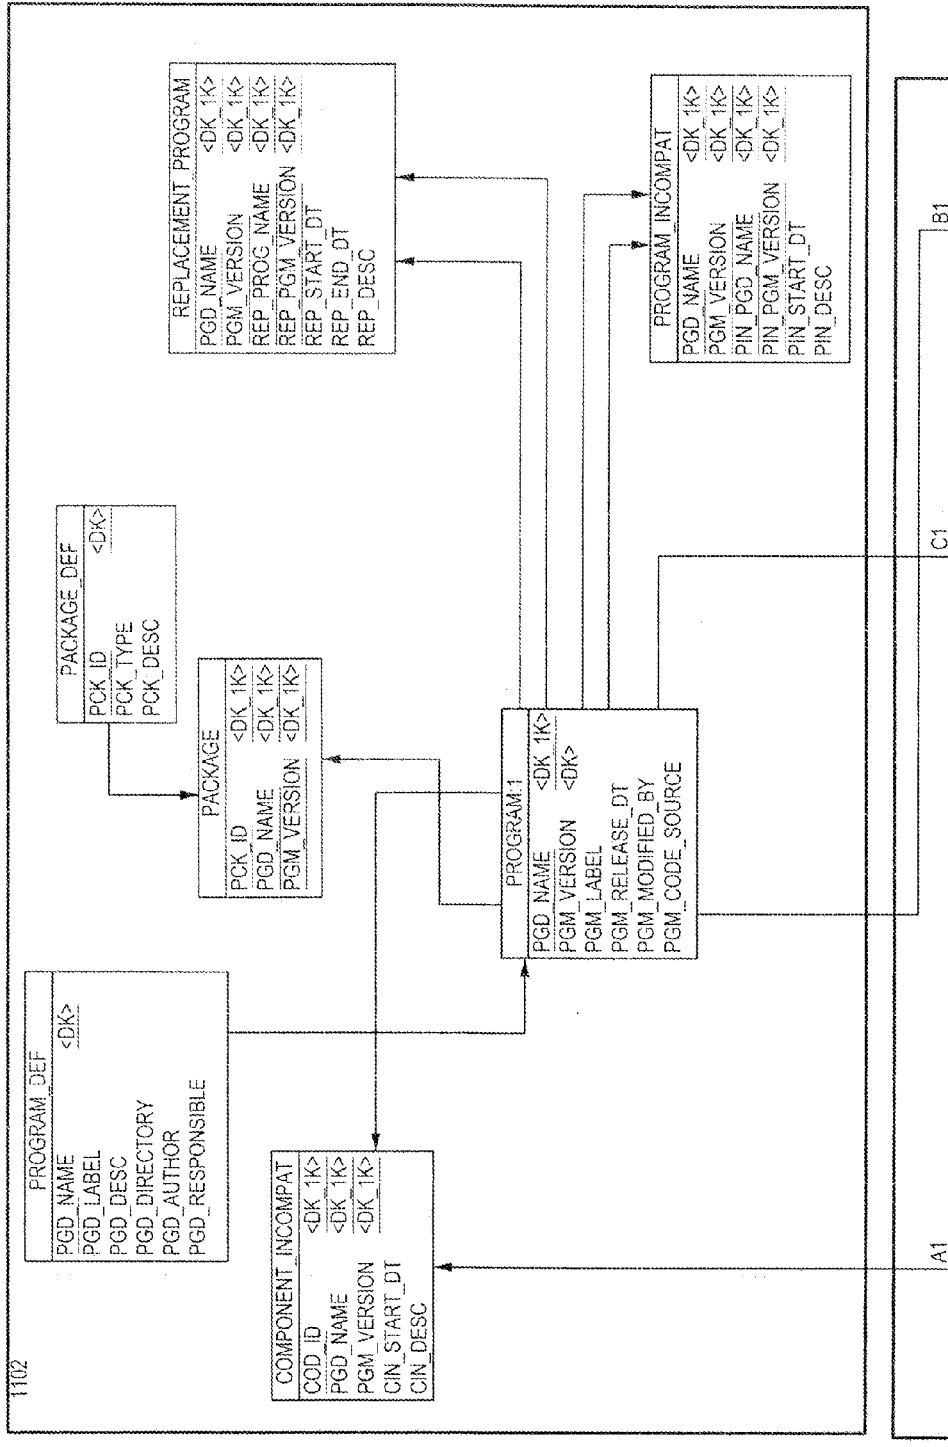 1102
PROGRAM_DEF
PGD_NAME <DK>
PGD_LABEL
PGD_DESC
PGD_DIRECTORY
PGD_AUTHOR
PGD_RESPONSIBLE
PACKAGE_DEF
PCK_ID <DK>
PCK_TYPE
PCK_DESC
REPLACEMENT_PROGRAM
PGD_NAME <DK_1K>
PGM_VERSION <DK_1K>
REP_PROG_NAME <DK_1K>
REP_PGM_VERSION <DK_1K>
REP_START_DT
REP_END_DT
REP_DESC
PACKAGE
PCK_ID <DK_1K>
PGD_NAME <DK_1K>
PGM_VERSION <DK_1K>
COMPONENT_INCOMPAT
COD_ID <DK_1K>
PGD_NAME <DK_1K>
PGM_VERSION <DK_1K>
CIN_START_DT
CIN_DESC
PROGRAM:1
PGD_NAME <DK_1K>
PGM_VERSION <DK>
PGM_LABEL
PGM_RELEASE_DT
PGM_MODIFIED_BY
PGM_CODE_SOURCE
PROGRAM_INCOMPAT
PGD_NAME <DK_1K>
PGM_VERSION <DK_1K>
PIN_PGD_NAME <DK_1K>
PIN_PGM_VERSION <DK_1K>
PIN_START_DT
PIN_DESC
A1
C1
B1